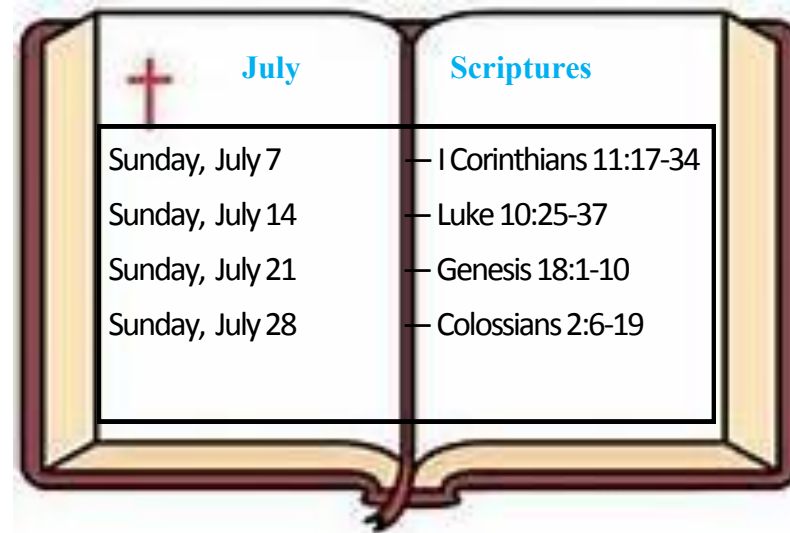 July Scriptures
Sunday, July 7 – I Corinthians 11:17-34
Sunday, July 14 – Luke 10:25-37
Sunday, July 21 – Genesis 18:1-10
Sunday, July 28 – Colossians 2:6-19